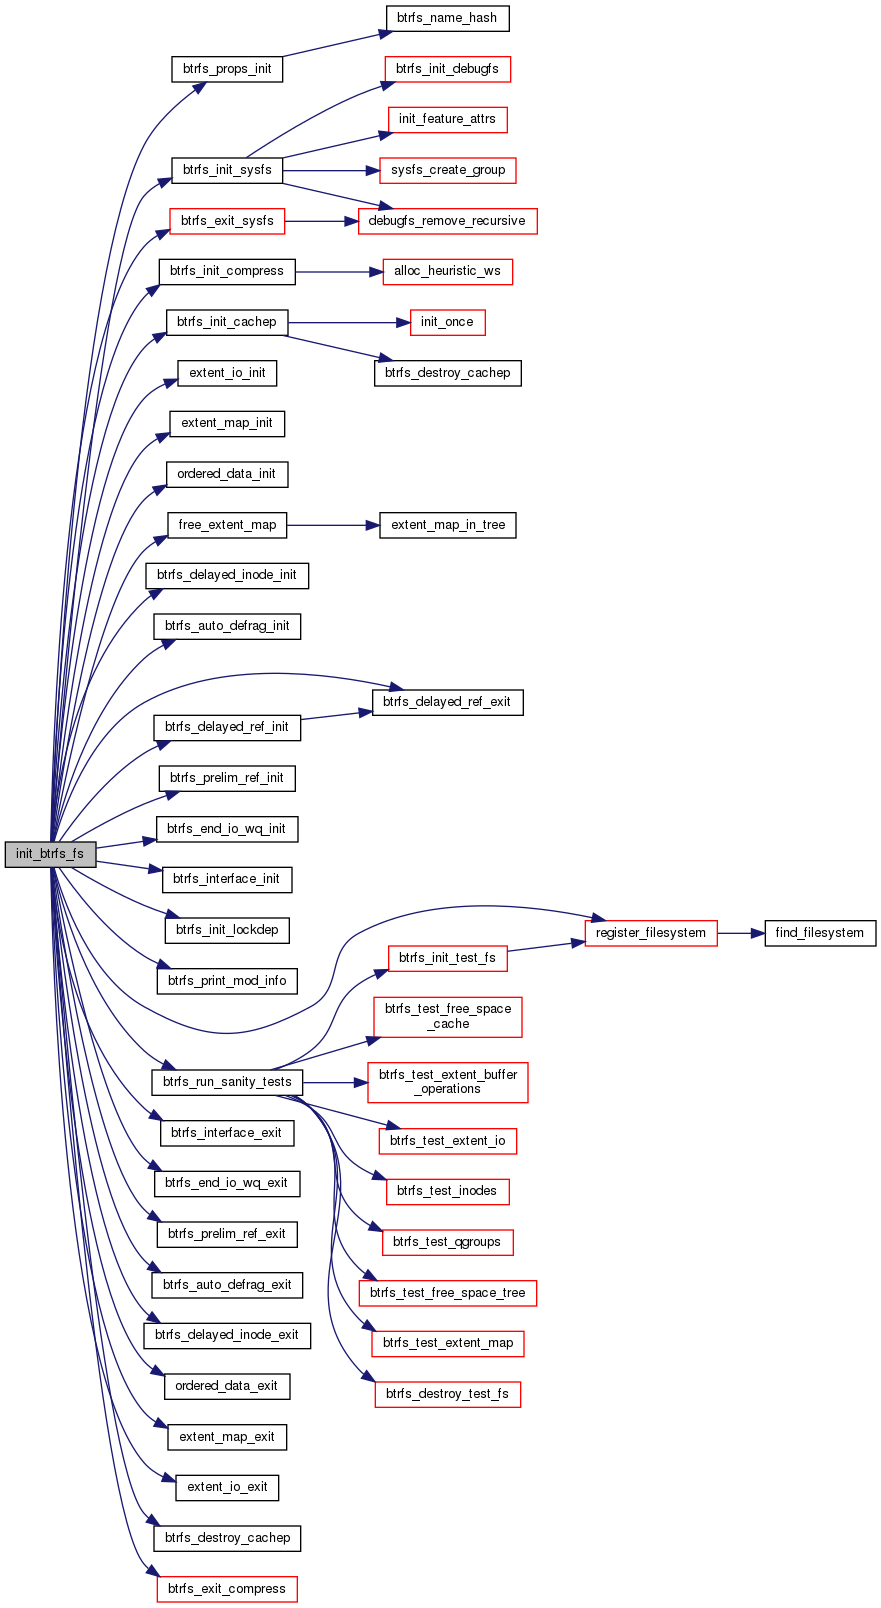 btrfs_name_hash
btrfs_props_init
btrfs_init_debugfs
init_feature_attrs
btrfs_init_sysfs
sysfs_create_group
btrfs_exit_sysfs
debugfs_remove_recursive
btrfs_init_compress
alloc_heuristic_ws
btrfs_init_cachep
init_once
extent_io_init
btrfs_destroy_cachep
extent_map_init
ordered_data_init
free_extent_map
extent_map_in_tree
btrfs_delayed_inode_init
btrfs_auto_defrag_init
btrfs_delayed_ref_exit
btrfs_delayed_ref_init
btrfs_prelim_ref_init
btrfs_end_io_wq_init
init_btrfs_fs
btrfs_interface_init
btrfs_init_lockdep
register_filesystem
find_filesystem
btrfs_init_test_fs
btrfs_print_mod_info
btrfs_test_free_space
_cache
btrfs_run_sanity_tests
btrfs_test_extent_buffer
_operations
btrfs_interface_exit
btrfs_test_extent_io
btrfs_end_io_wq_exit
btrfs_test_inodes
btrfs_prelim_ref_exit
btrfs_test_qgroups
btrfs_auto_defrag_exit
btrfs_test_free_space_tree
btrfs_delayed_inode_exit
btrfs_test_extent_map
ordered_data_exit
btrfs_destroy_test_fs
extent_map_exit
extent_io_exit
btrfs_destroy_cachep
btrfs_exit_compress